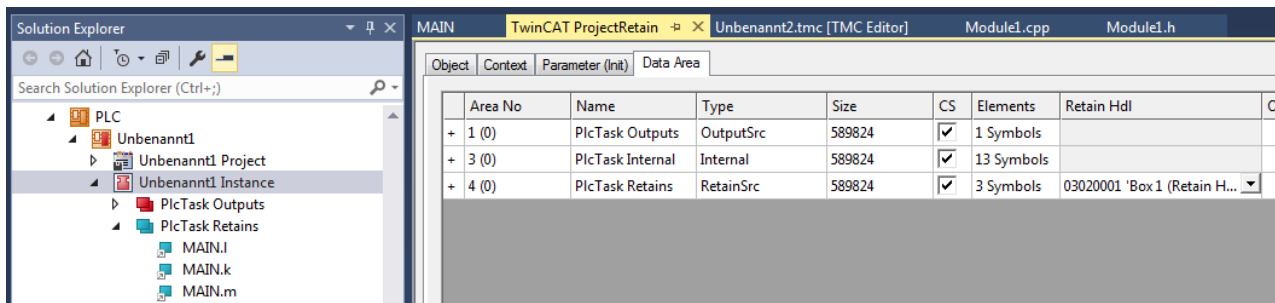 Solution Explorer
Search Solution Explorer (Ctrl+;)
PLC
Unbenannt1
Unbenannt1 Project
Unbenannt1 Instance
PlcTask Outputs
PlcTask Retains
MAIN.l
MAIN.k
MAIN.m
MAIN TwinCAT ProjectRetain Unbenannt2.tmc [TMC Editor] Module1.cpp Module1.h
Object Context Parameter (Init) Data Area
Area No Name Type Size CS Elements Retain Hdl
+ 1 (0) PlcTask Outputs OutputSrc 589824 1 Symbols
+ 3 (0) PlcTask Internal Internal 589824 13 Symbols
+ 4 (0) PlcTask Retains RetainSrc 589824 3 Symbols 03020001 'Box 1 (Retain H...